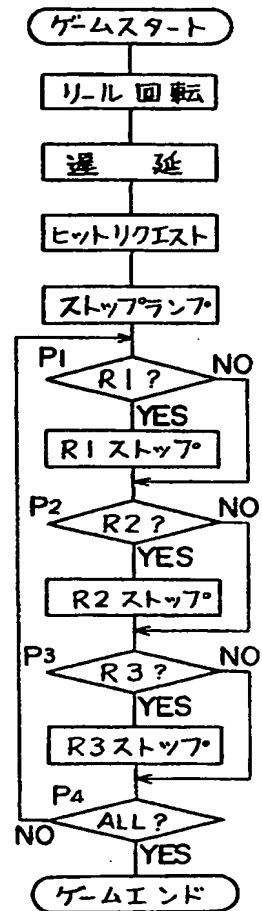 ゲームスタート
リール回転
遅 延
ヒットリクエスト
ストップランプ
P1
R1?
NO
YES
R1ストップ
P2
R2?
NO
YES
R2ストップ
P3
R3?
NO
YES
R3ストップ
P4
ALL?
NO
YES
ゲームエンド